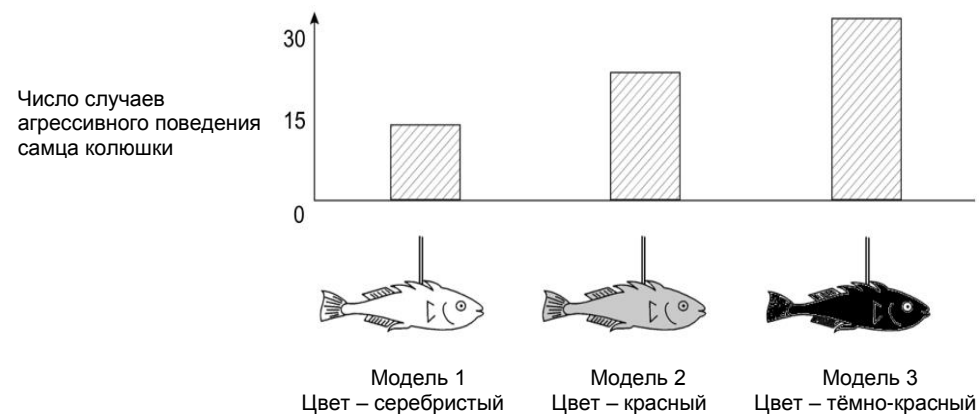 30
Число случаев
агрессивного поведения
самца колюшки
15
0
Модель 1
Цвет – серебристый
Модель 2
Цвет – красный
Модель 3
Цвет – тёмно-красный